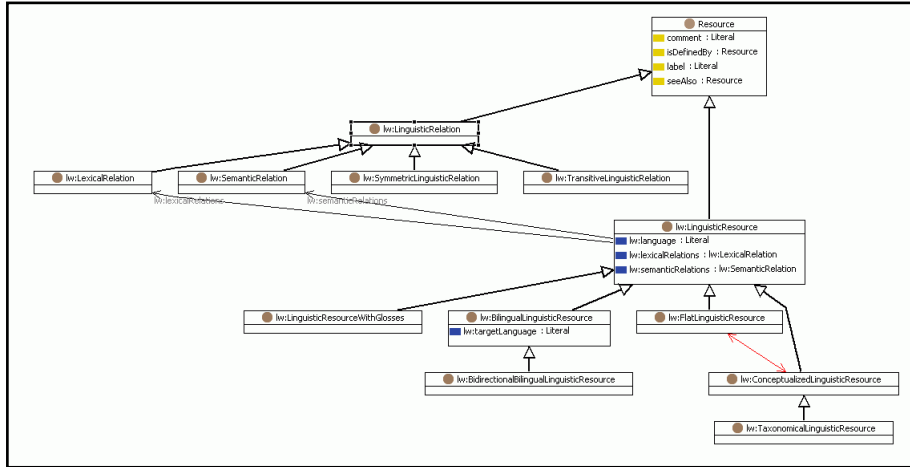 Resource
comment : Literal
isDefinedBy : Resource
label : Literal
seeAlso : Resource
lw:LinguisticRelation
lw:LexicalRelation
lw:SemanticRelation
lw:SymmetricLinguisticRelation
lw:TransitiveLinguisticRelation
lw:lexicalRelations
lw:semanticRelations
lw:LinguisticResource
lw:language : Literal
lw:lexicalRelations : lw:LexicalRelation
lw:semanticRelations : lw:SemanticRelation
lw:LinguisticResourceWithGlosses
lw:BilingualLinguisticResource
lw:targetLanguage : Literal
lw:FlatLinguisticResource
lw:BidirectionalBilingualLinguisticResource
lw:ConceptualizedLinguisticResource
lw:TaxonomicalLinguisticResource